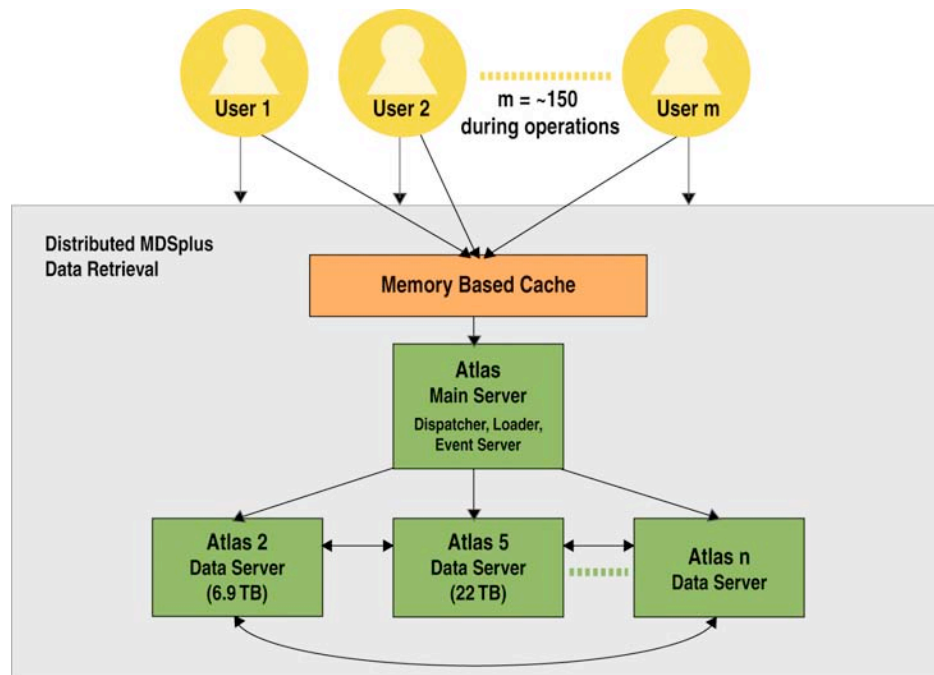 User 1
User 2
m = ~150
during operations
User m
Distributed MDSplus
Data Retrieval
Memory Based Cache
Atlas
Main Server
Dispatcher, Loader,
Event Server
Atlas 2
Data Server
(6.9 TB)
Atlas 5
Data Server
(22 TB)
Atlas n
Data Server